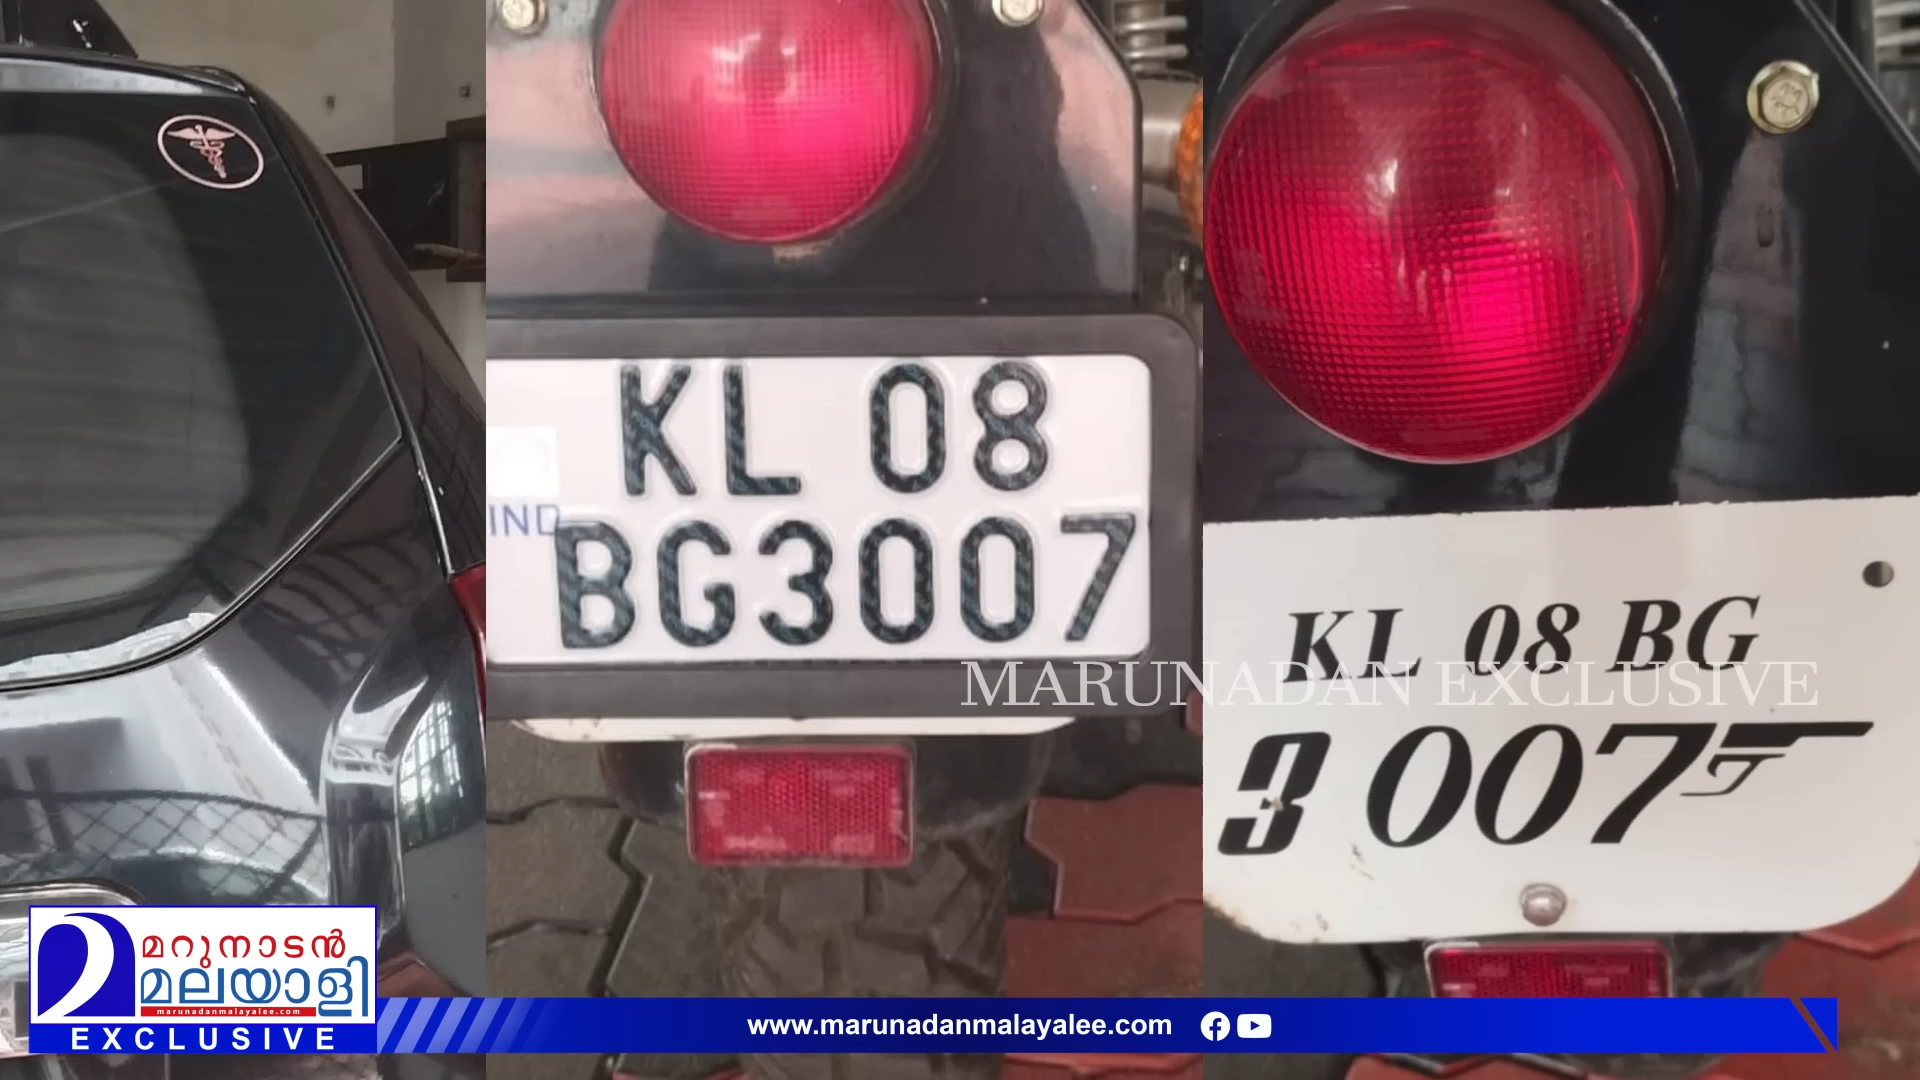 KL 08
IND
BG3007
KL 08 BG
3 007
MARUNADAN EXCLUSIVE
മറുനാടൻ
മലയാളി
marunadanmalayalee.com
EXCLUSIVE
www.marunadanmalayalee.com